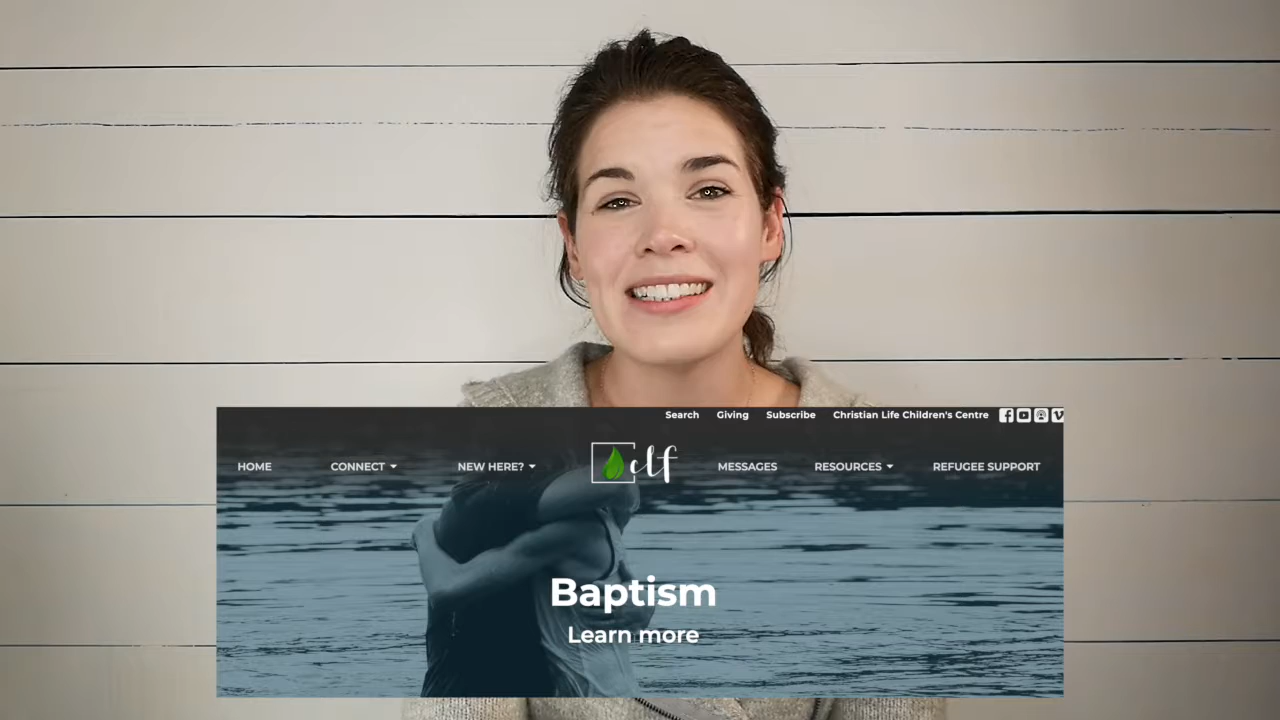 Search Giving Subscribe Christian Life Children's Centre
HOME CONNECT NEW HERE? clf MESSAGES RESOURCES REFUGEE SUPPORT
Baptism
Learn more